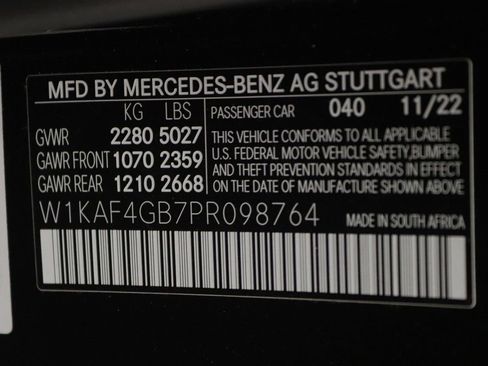 MFD BY MERCEDES-BENZ AG STUTTGART
KG LBS PASSENGER CAR 040 11/22
GVWR 2280 5027 THIS VEHICLE CONFORMS TO ALL APPLICABLE
GAWR FRONT 1070 2359 U.S. FEDERAL MOTOR VEHICLE SAFETY, BUMPER
GAWR REAR 1210 2668 AND THEFT PREVENTION STANDARDS IN EFFECT
ON THE DATE OF MANUFACTURE SHOWN ABOVE.
W1KAF4GB7PR098764 MADE IN SOUTH AFRICA